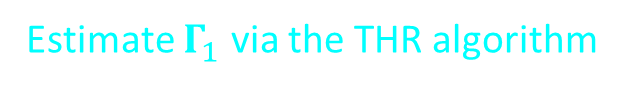 Estimate 𝚪₁ via the THR algorithm